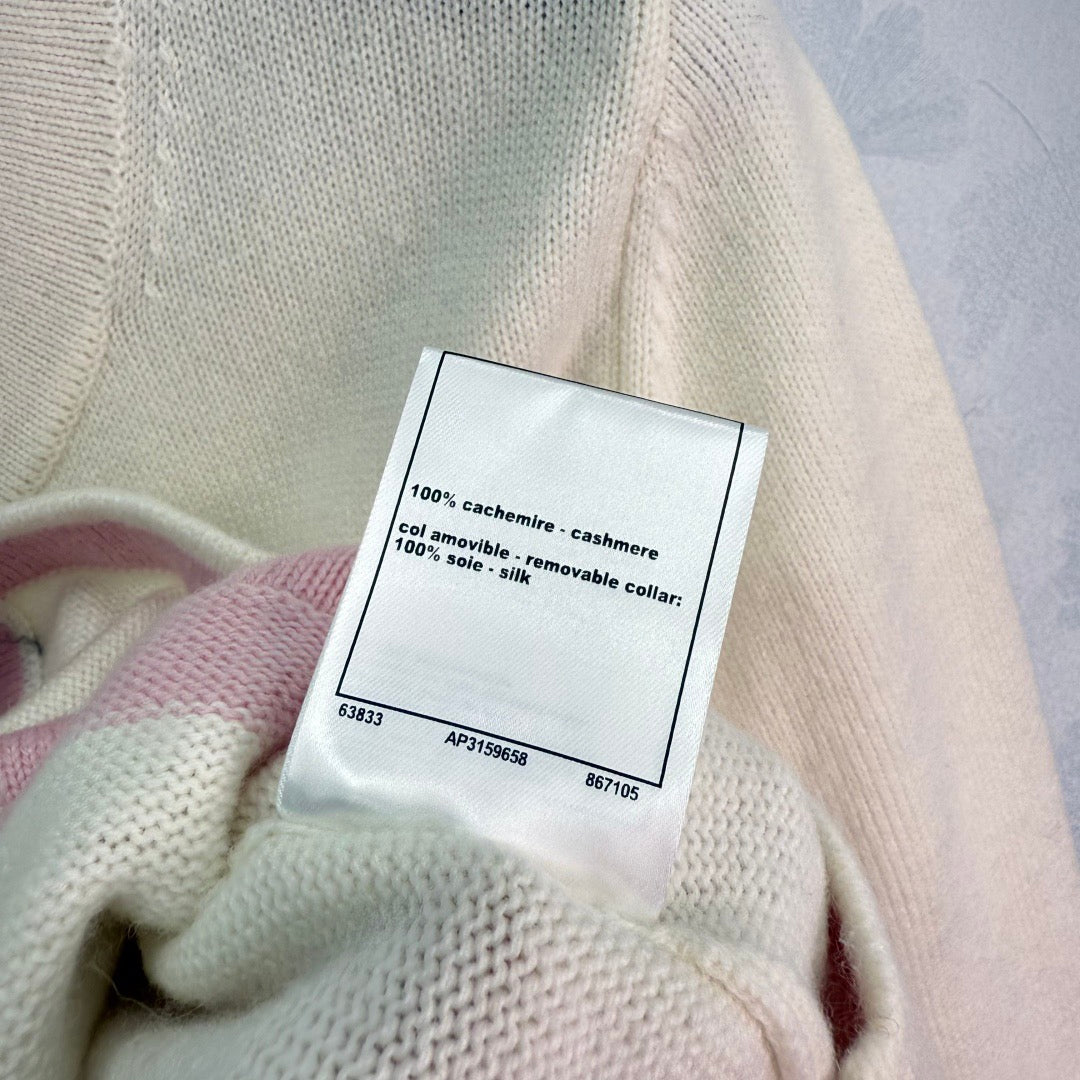 100% cachemire - cashmere
col amovible - removable collar:
100% soie - silk
63833
AP3159658
867105